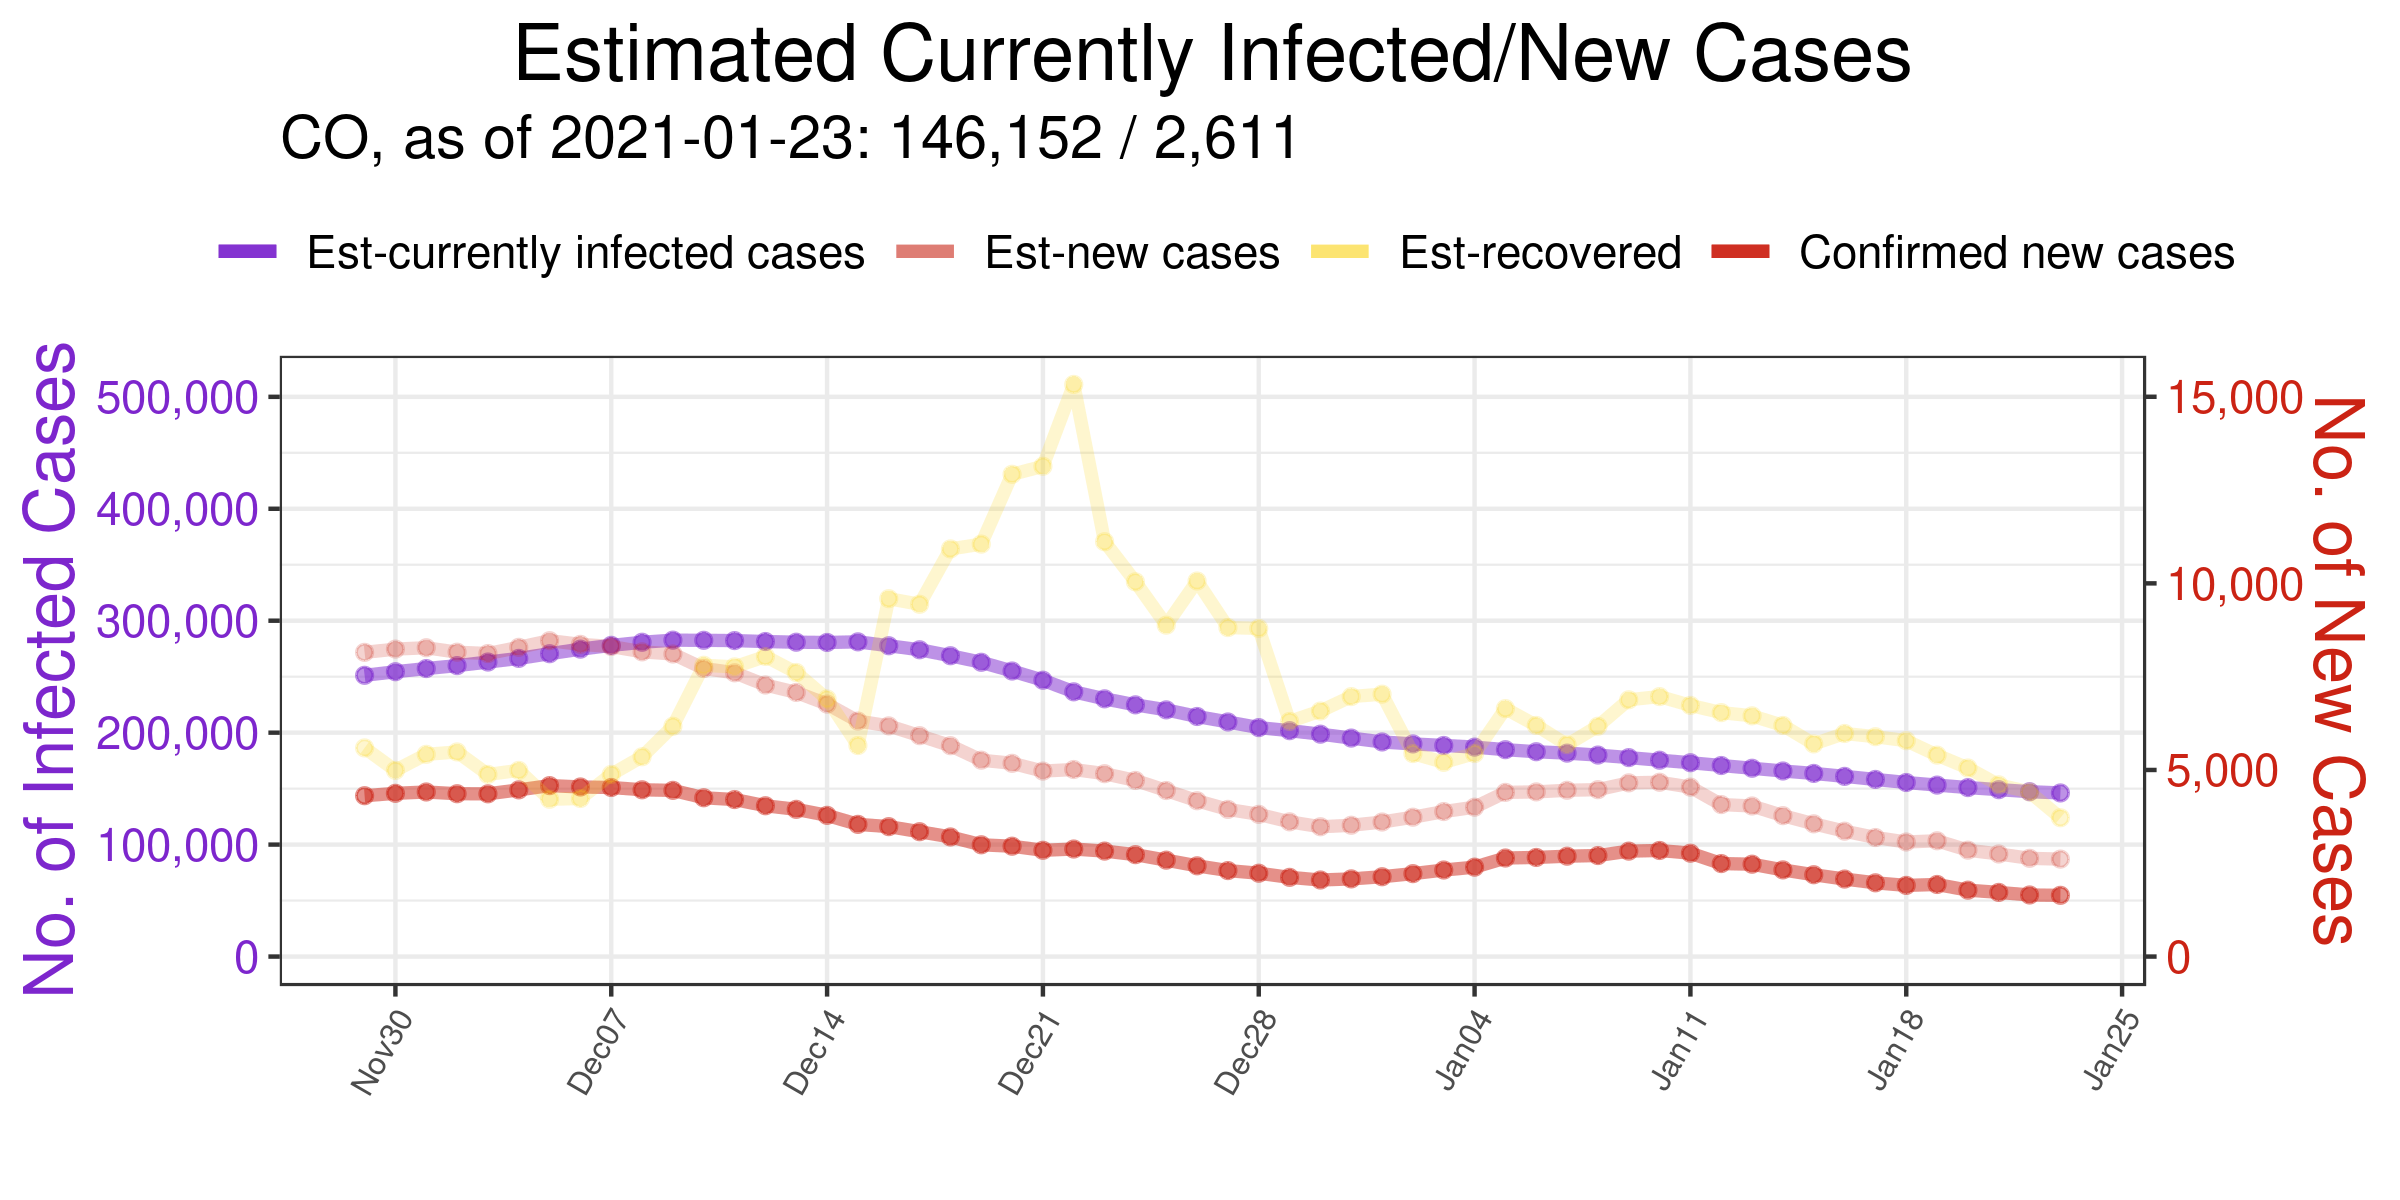 Estimated Currently Infected/New Cases
CO, as of 2021-01-23: 146,152 / 2,611
Est-currently infected cases Est-new cases Est-recovered Confirmed new cases
No. of Infected Cases
500,000
400,000
300,000
200,000
100,000
0
15,000
10,000
5,000
0
No. of New Cases
Nov30 Dec07 Dec14 Dec21 Dec28 Jan04 Jan11 Jan18 Jan25